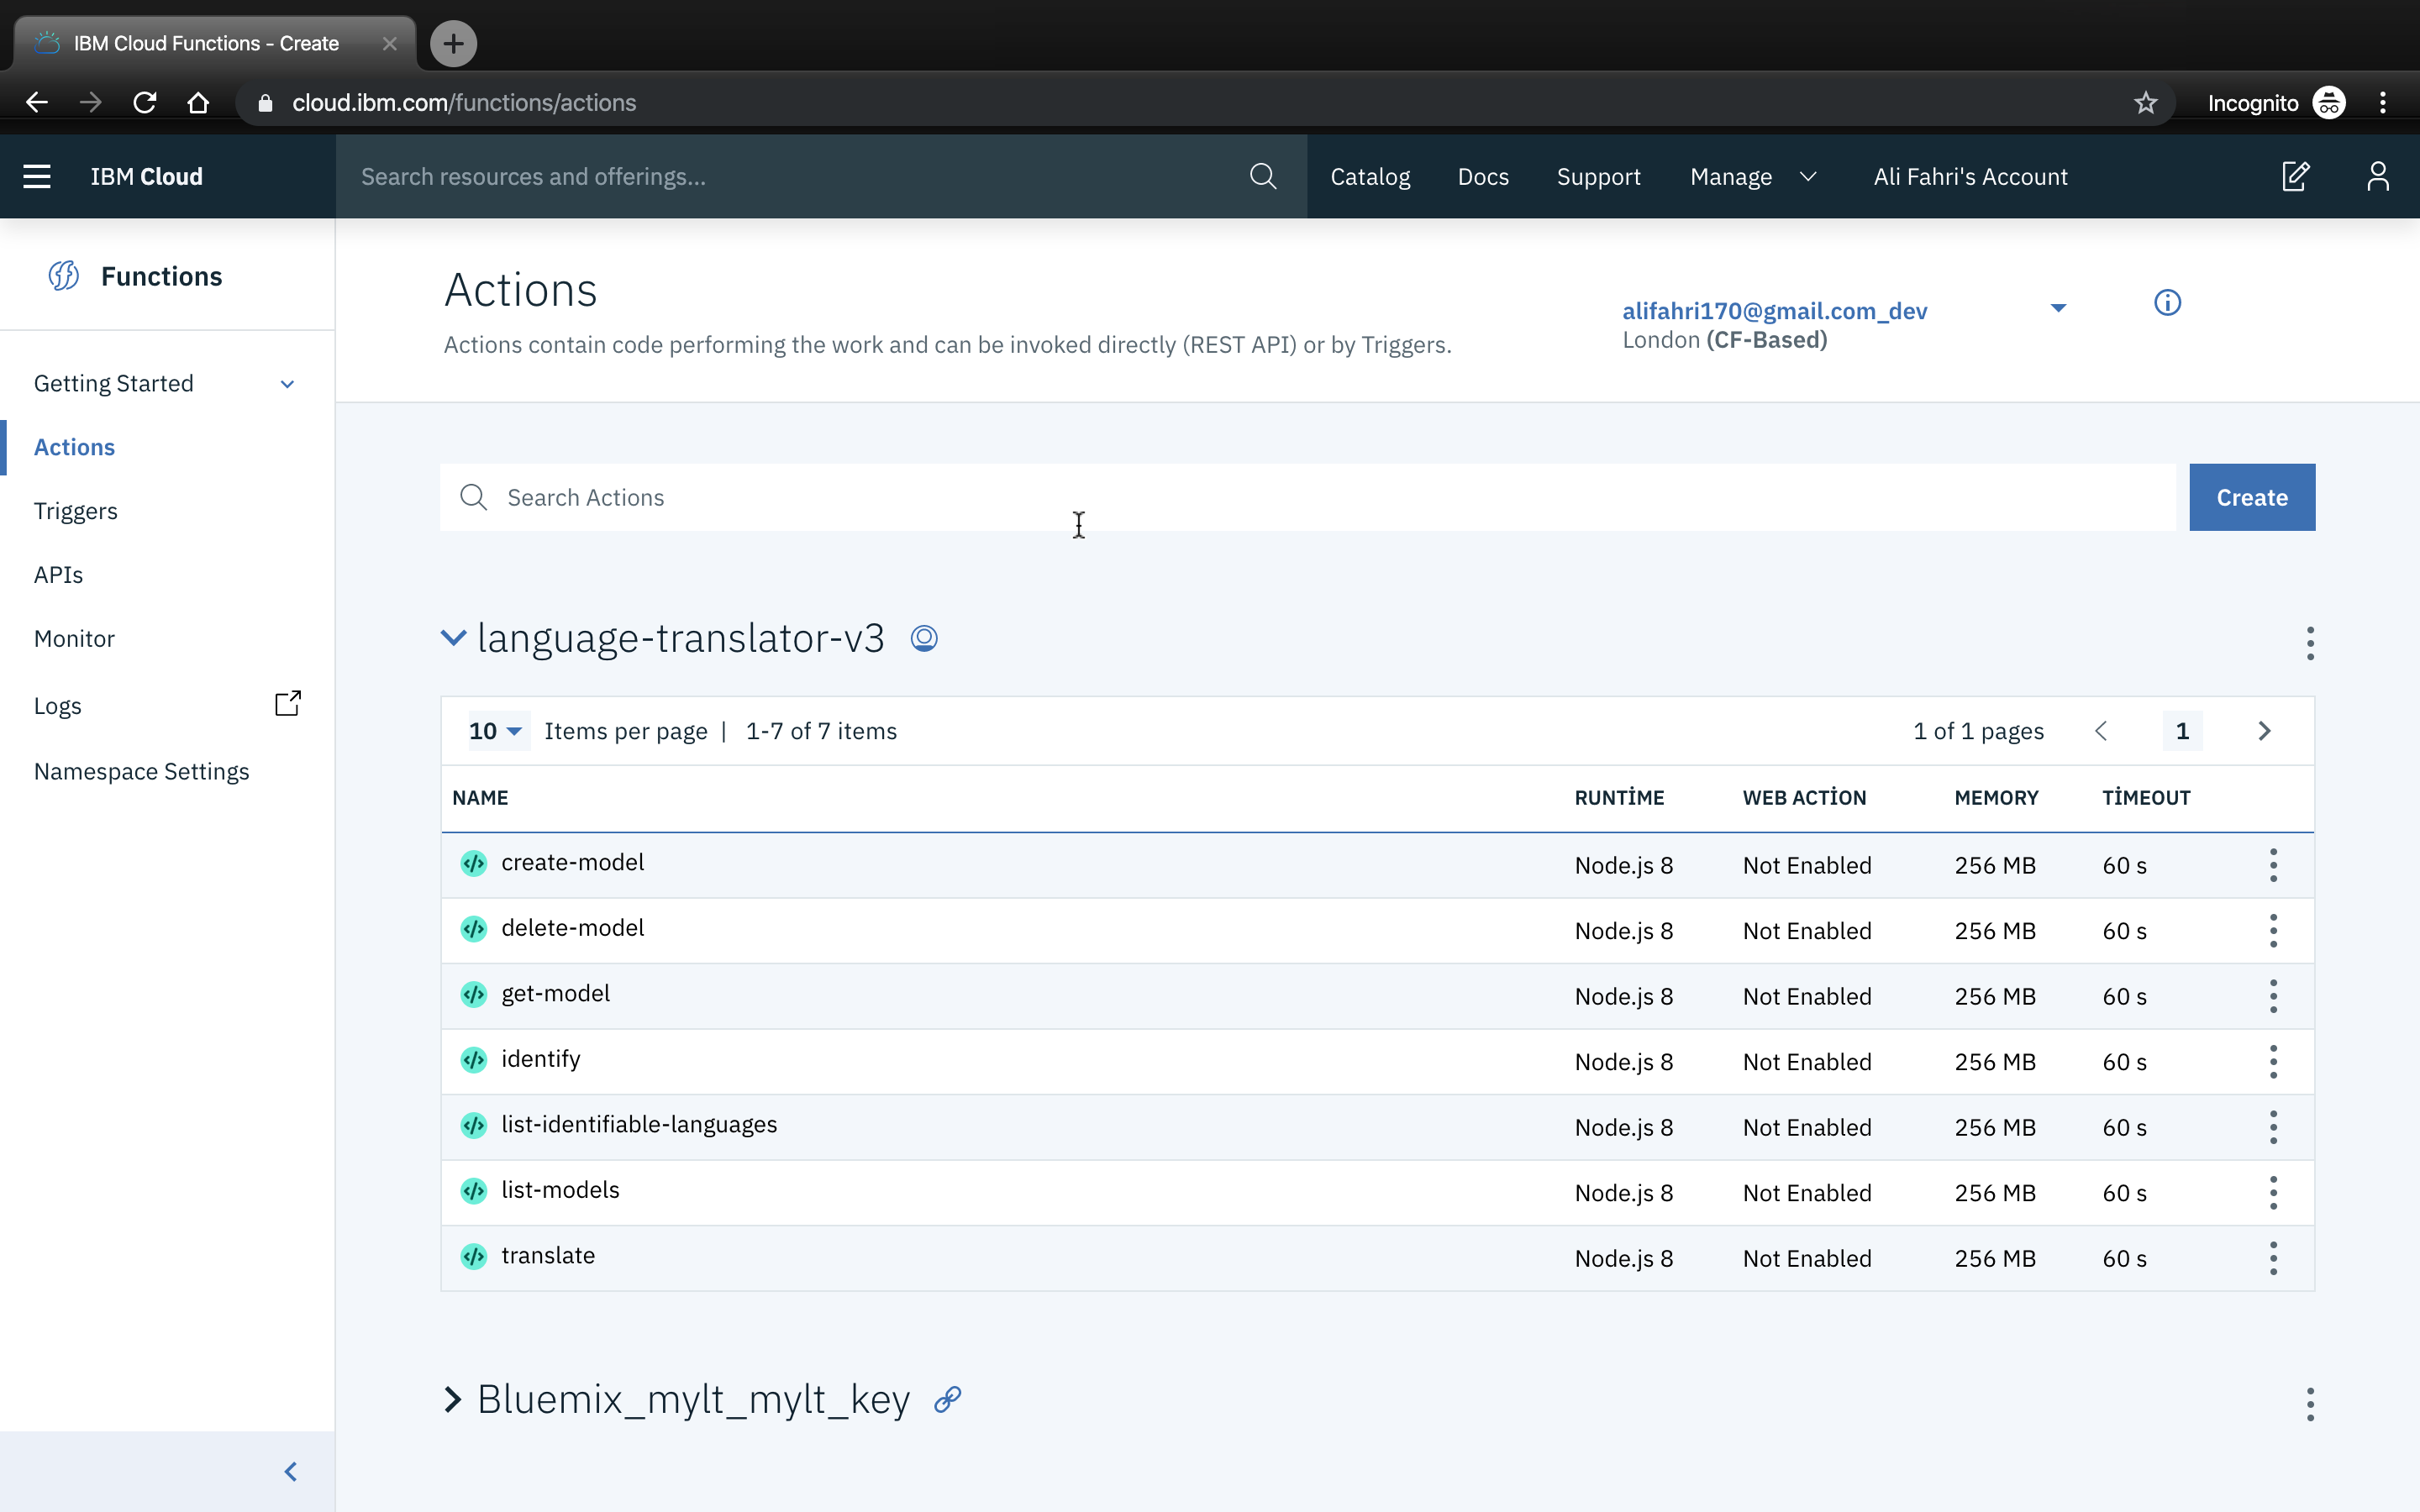 IBM Cloud Functions - Create
cloud.ibm.com/functions/actions
Incognito
IBM Cloud
Search resources and offerings...
Catalog
Docs
Support
Manage
Ali Fahri's Account
Functions
Getting Started
Actions
Triggers
APIs
Monitor
Logs
Namespace Settings
Actions
Actions contain code performing the work and can be invoked directly (REST API) or by Triggers.
alifahri170@gmail.com_dev
London (CF-Based)
Search Actions
Create
language-translator-v3
10 Items per page | 1-7 of 7 items 1 of 1 pages 1
NAME RUNTİME WEB ACTİON MEMORY TİMEOUT
create-model Node.js 8 Not Enabled 256 MB 60 s
delete-model Node.js 8 Not Enabled 256 MB 60 s
get-model Node.js 8 Not Enabled 256 MB 60 s
identify Node.js 8 Not Enabled 256 MB 60 s
list-identifiable-languages Node.js 8 Not Enabled 256 MB 60 s
list-models Node.js 8 Not Enabled 256 MB 60 s
translate Node.js 8 Not Enabled 256 MB 60 s
Bluemix_mylt_mylt_key